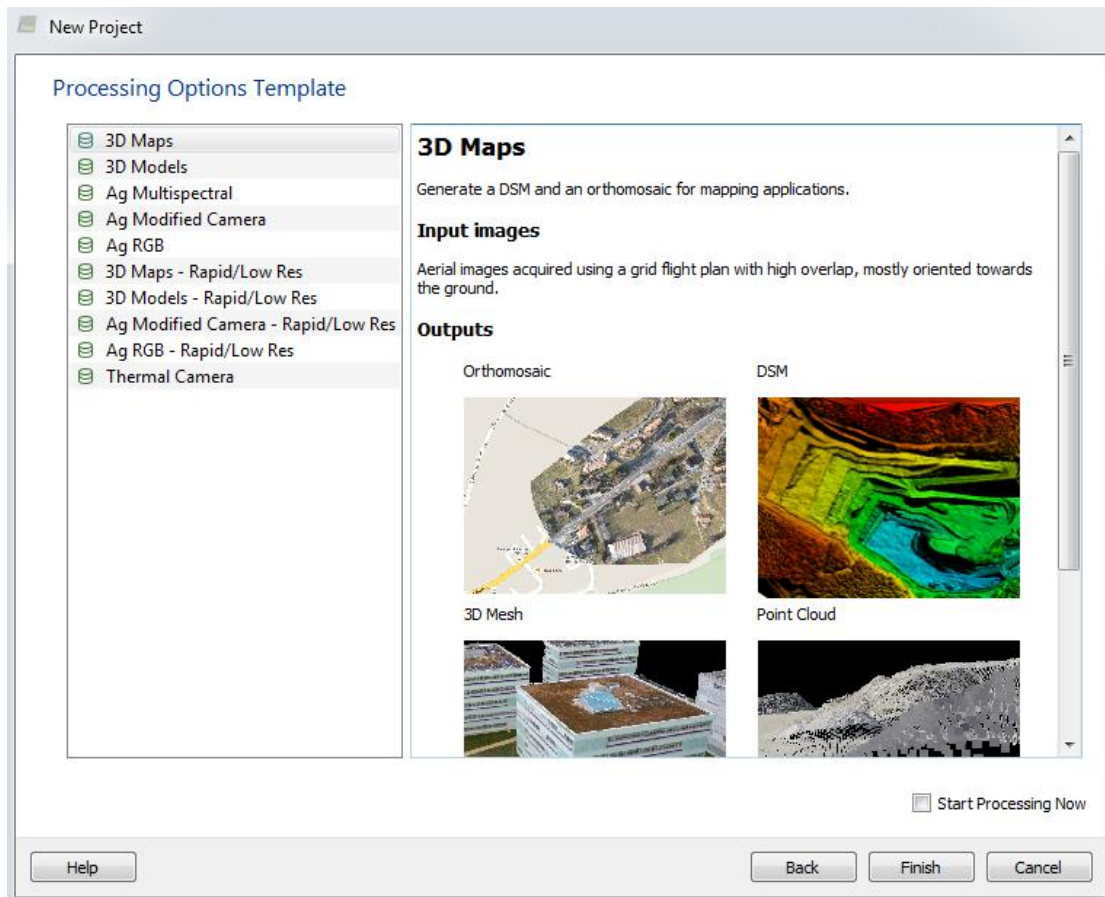 New Project
Processing Options Template
3D Maps
3D Models
Ag Multispectral
Ag Modified Camera
Ag RGB
3D Maps - Rapid/Low Res
3D Models - Rapid/Low Res
Ag Modified Camera - Rapid/Low Res
Ag RGB - Rapid/Low Res
Thermal Camera
3D Maps
Generate a DSM and an orthomosaic for mapping applications.
Input images
Aerial images acquired using a grid flight plan with high overlap, mostly oriented towards
the ground.
Outputs
Orthomosaic
DSM
3D Mesh
Point Cloud
Start Processing Now
Help
Back
Finish
Cancel